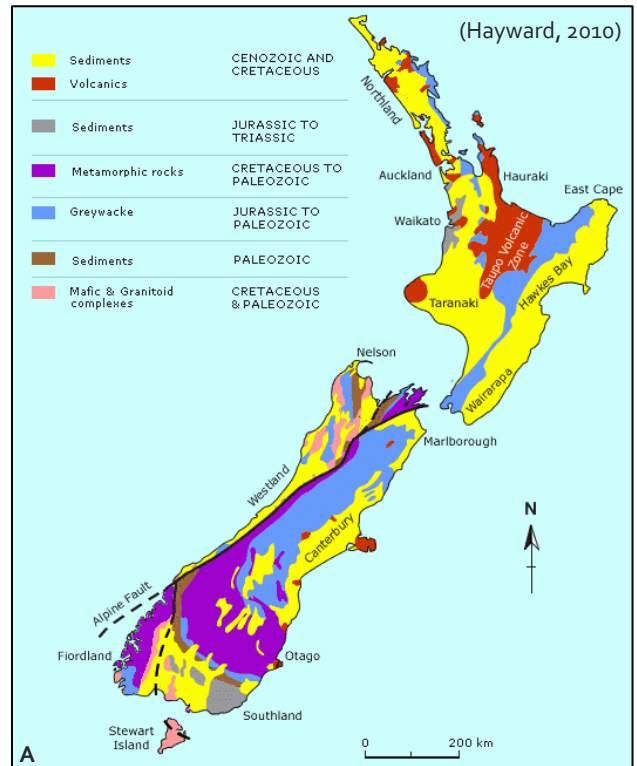 (Hayward, 2010)
Sediments
CENOZOIC AND
CRETACEOUS
Volcanics
Sediments
JURASSIC TO
TRIASSIC
Metamorphic rocks
CRETACEOUS TO
PALEOZOIC
Greywacke
JURASSIC TO
PALEOZOIC
Sediments
PALEOZOIC
Mafic & Granitoid
complexes
CRETACEOUS
& PALEOZOIC
Northland
Auckland
Hauraki
East Cape
Waikato
Taupo Volcanic
Zone
Hawkes Bay
Taranaki
Wairarapa
Nelson
Marlborough
Westland
N
Canterbury
Alpine Fault
Fiordland
Otago
Southland
Stewart
Island
A
0 200 km